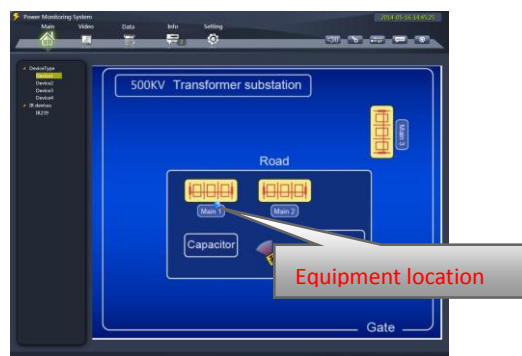 Power Monitoring System
2014-05-16 14:45:25
Main Video Data Info Setting
DeviceType
Device1
Device2
Device3
Device4
IR devices
IR239
500KV Transformer substation
Main 3
Road
Main 1 Main 2
Capacitor
Equipment location
Gate